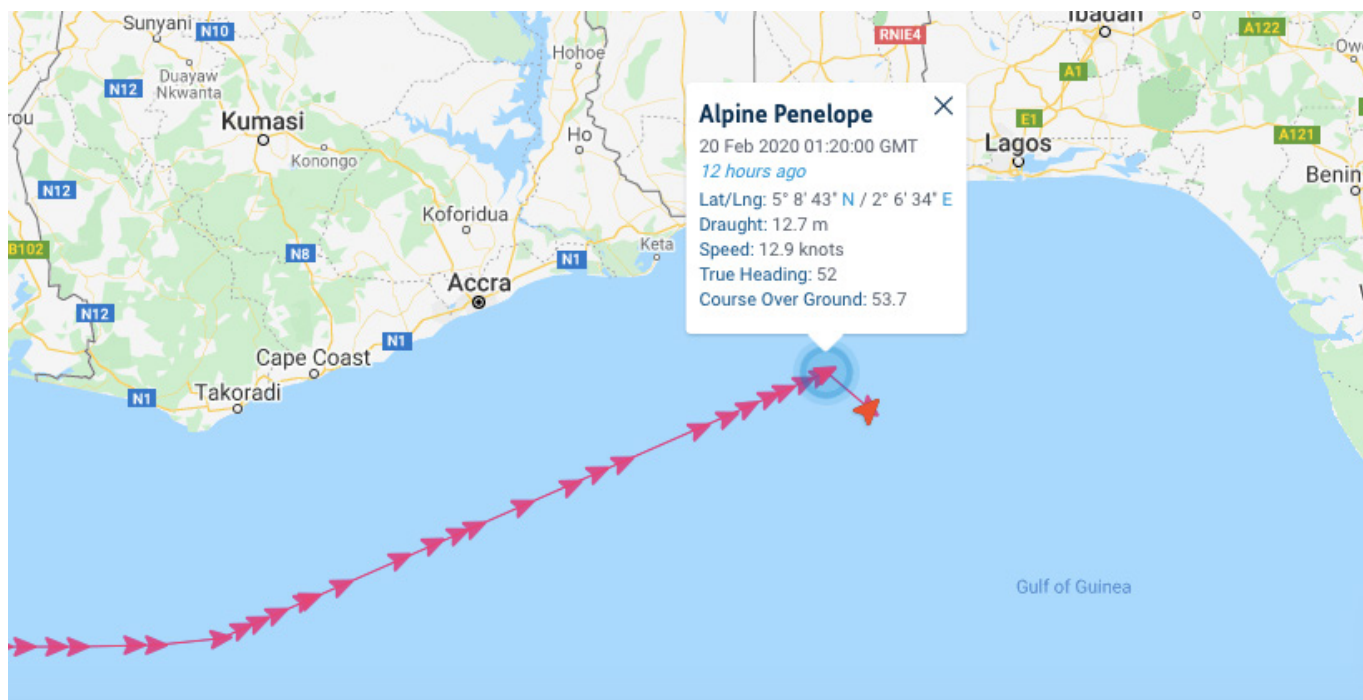 Sunyani
N10
Hohoe
RNIE4
Ibadan
A122
Duayaw
Nkwanta
N12
A1
Kumasi
Konongo
Ho
E1
Lagos
A121
N12
Koforidua
Benin
B102
N8
Keta
N1
Accra
N12
N1
Cape Coast
N1
Takoradi
Alpine Penelope
20 Feb 2020 01:20:00 GMT
12 hours ago
Lat/Lng: 5° 8' 43" N / 2° 6' 34" E
Draught: 12.7 m
Speed: 12.9 knots
True Heading: 52
Course Over Ground: 53.7
Gulf of Guinea